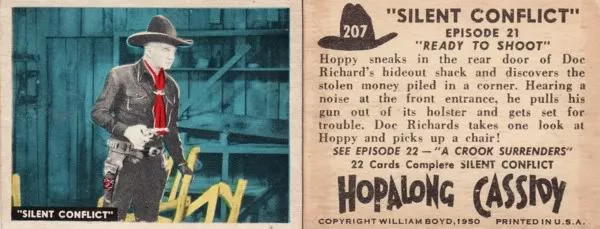 "SILENT CONFLICT"
207
"SILENT CONFLICT"
EPISODE 21
"READY TO SHOOT"
Hoppy sneaks in the rear door of Doc
Richard's hideout shack and discovers the
stolen money piled in a corner. Hearing a
noise at the front entrance, he pulls his
gun out of its holster and gets set for
trouble. Doc Richards takes one look at
Hoppy and picks up a chair!
SEE EPISODE 22 — "A CROOK SURRENDERS"
22 Cards Complete SILENT CONFLICT
HOPALONG CASSIDY
COPYRIGHT WILLIAM BOYD, 1950 PRINTED IN U.S.A.